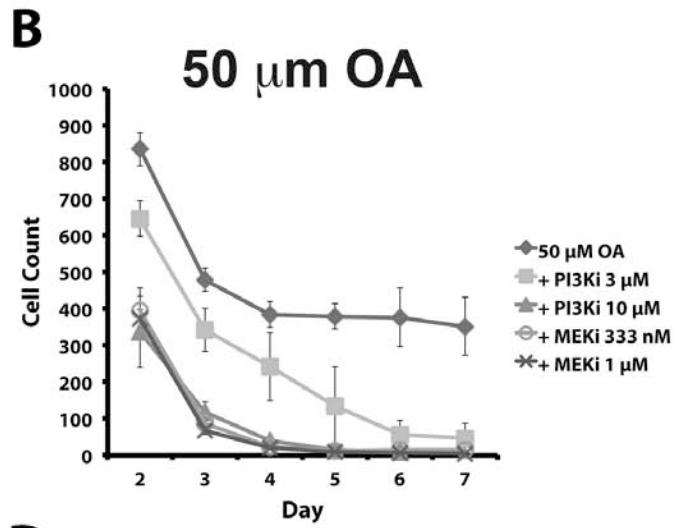 B
50 μm OA
1000
900
800
700
600
500
400
300
200
100
0
Cell Count
2 3 4 5 6 7
Day
50 μM OA
+ PI3Ki 3 μM
+ PI3Ki 10 μM
+ MEKi 333 nM
+ MEKi 1 μM